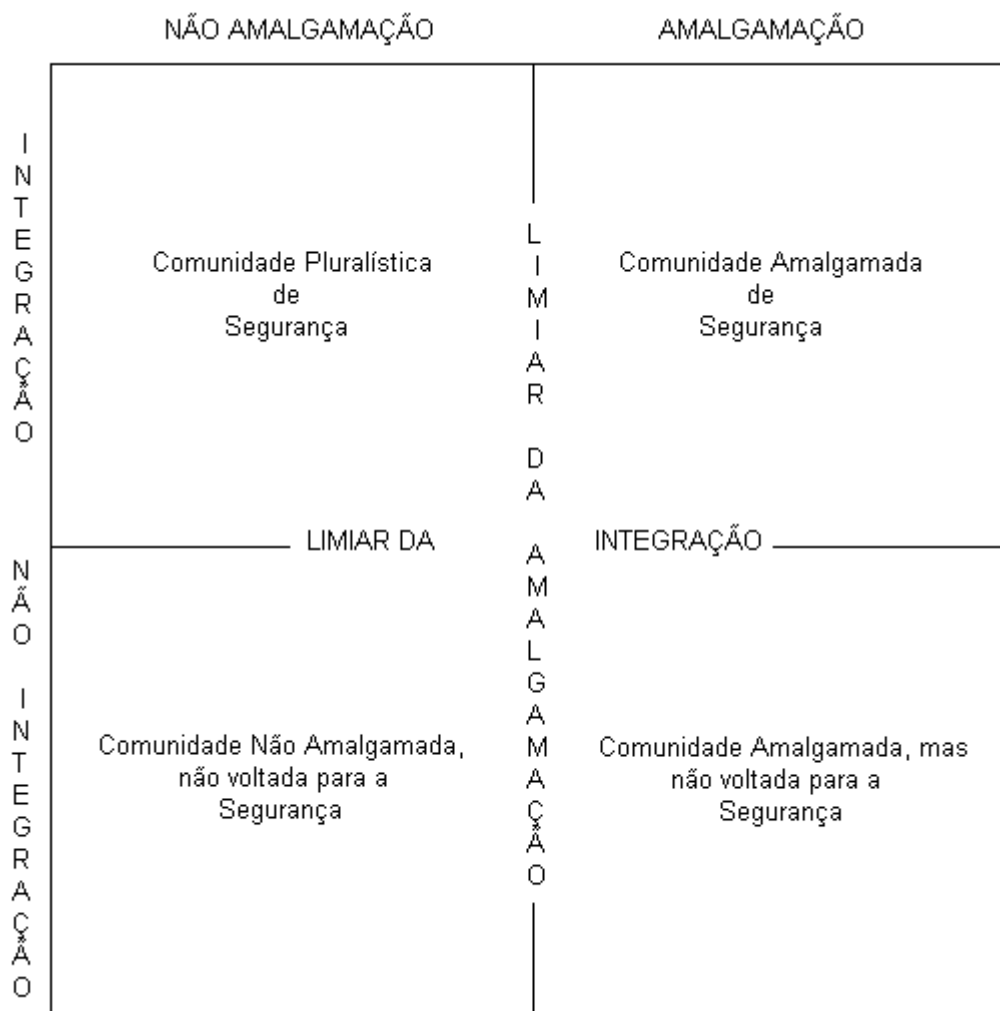 NÃO AMALGAMAÇÃO
AMALGAMAÇÃO
INTEGRAÇÃO
Comunidade Pluralística
de
Segurança
LIMIAR DA AMALGAMAÇÃO
Comunidade Amalgamada
de
Segurança
LIMIAR DA INTEGRAÇÃO
NÃO INTEGRAÇÃO
Comunidade Não Amalgamada,
não voltada para a
Segurança
Comunidade Amalgamada, mas
não voltada para a
Segurança